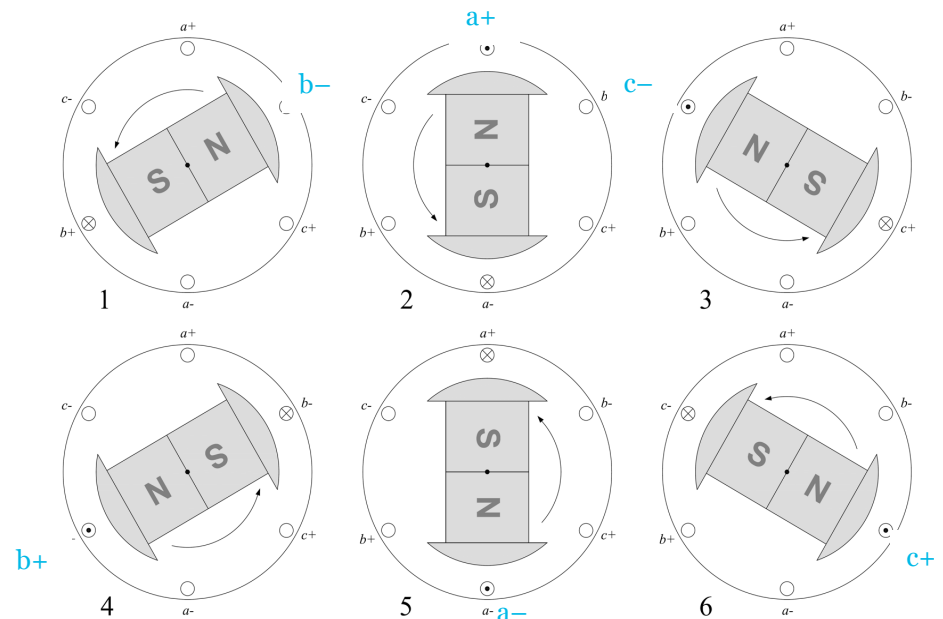 a+
c-
b−
S N
b+
c+
1
a-
a+
c-
b
N
S
b+
c+
2
a-
a+
c−
b-
N S
b+
c+
3
a-
a+
c-
b-
N S
b+
c+
4
a-
a+
c-
b-
S
N
b+
c+
5
a- a−
a+
c-
b-
S N
b+
c+
6
a-